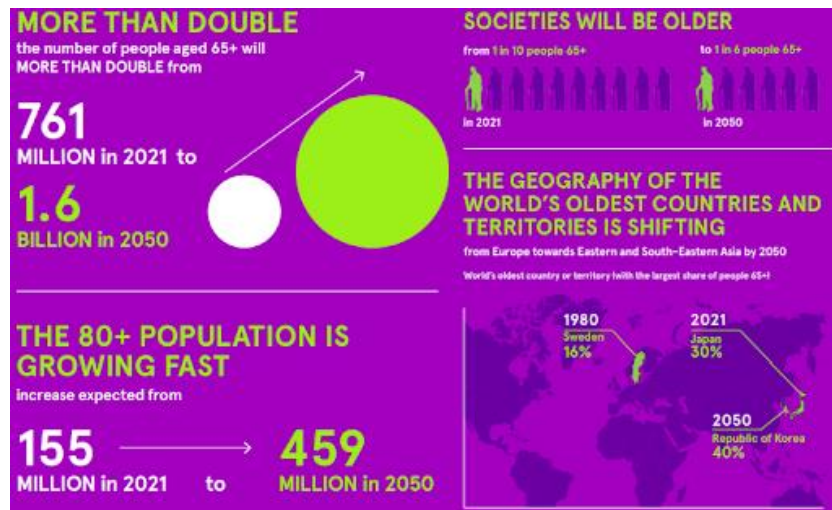 MORE THAN DOUBLE
the number of people aged 65+ will
MORE THAN DOUBLE from
761
MILLION in 2021 to
1.6
BILLION in 2050
THE 80+ POPULATION IS
GROWING FAST
increase expected from
155
MILLION in 2021 to
459
MILLION in 2050
SOCIETIES WILL BE OLDER
from 1 in 10 people 65+
in 2021
to 1 in 6 people 65+
in 2050
THE GEOGRAPHY OF THE
WORLD'S OLDEST COUNTRIES AND
TERRITORIES IS SHIFTING
from Europe towards Eastern and South-Eastern Asia by 2050
World's oldest country or territory (with the largest share of people 65+)
1980
Sweden
16%
2021
Japan
30%
2050
Republic of Korea
40%